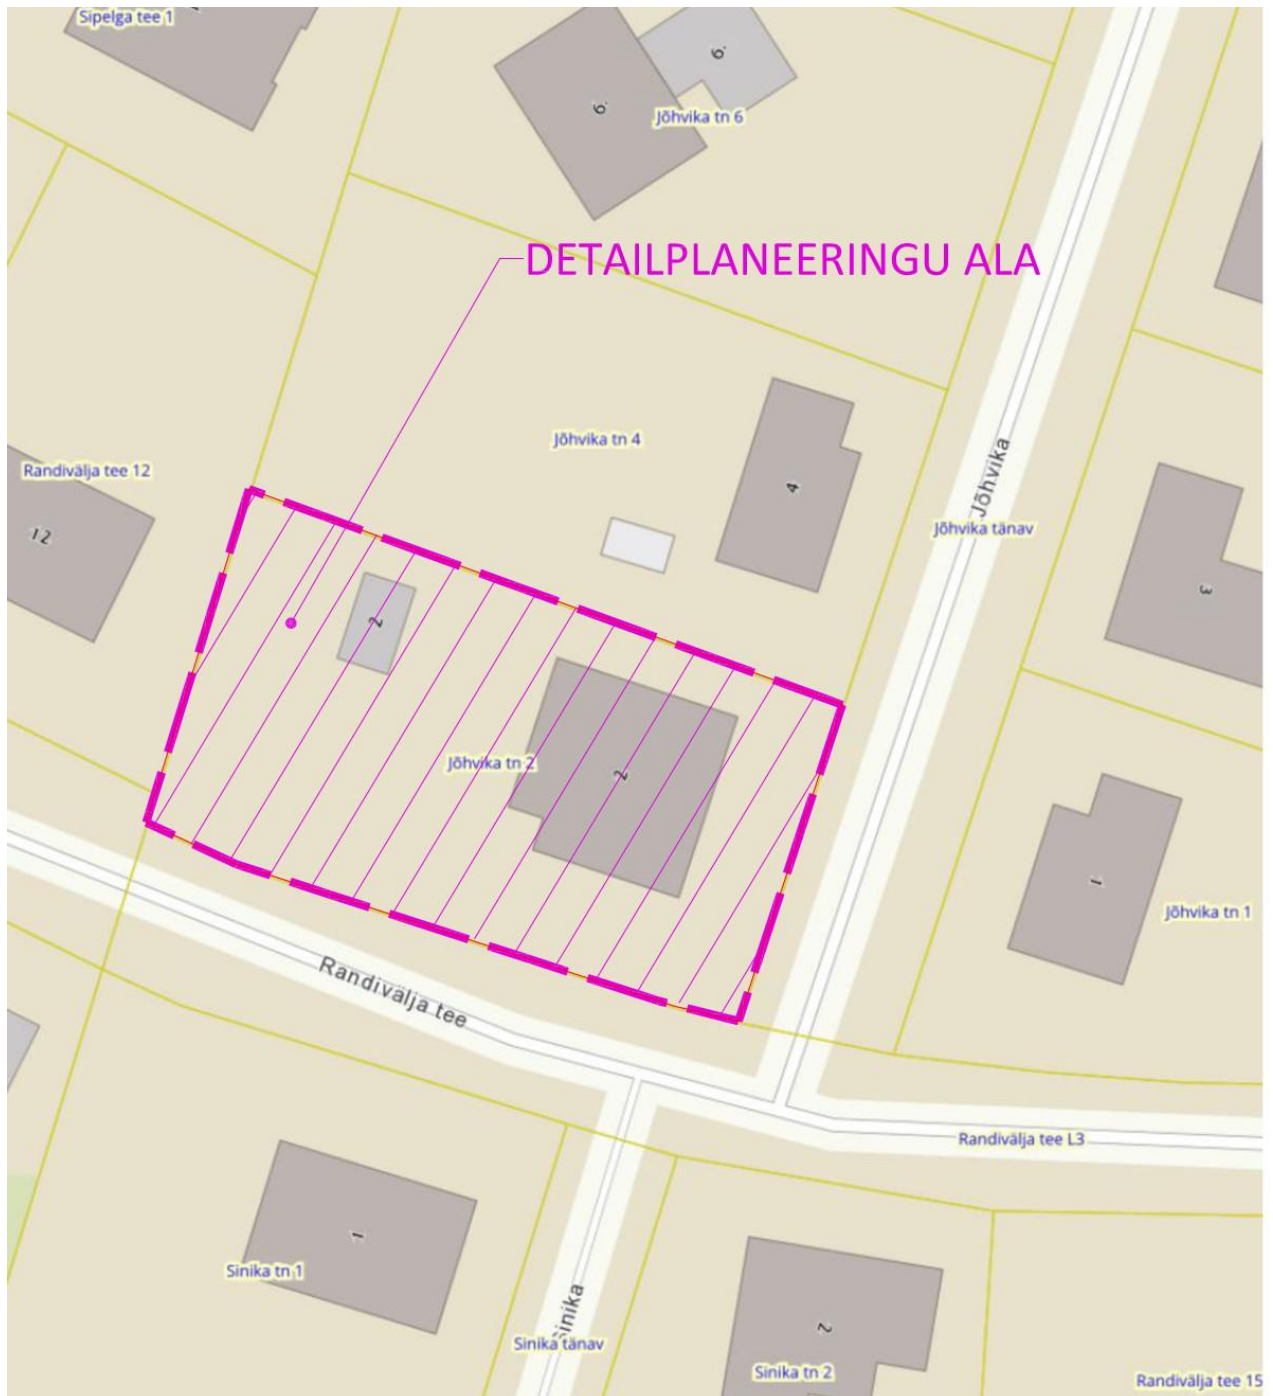 Sipelga tee 1
6
6
Jõhvika tn 6
DETAILPLANEERINGU ALA
Jõhvika tn 4
Randivälja tee 12
12
4
Jõhvika
Jõhvika tänav
3
2
Jõhvika tn 2
2
1
Jõhvika tn 1
Randivälja tee
Randivälja tee L3
1
Sinika tn 1
Sinika
Sinika tänav
2
Sinika tn 2
Randivälja tee 15